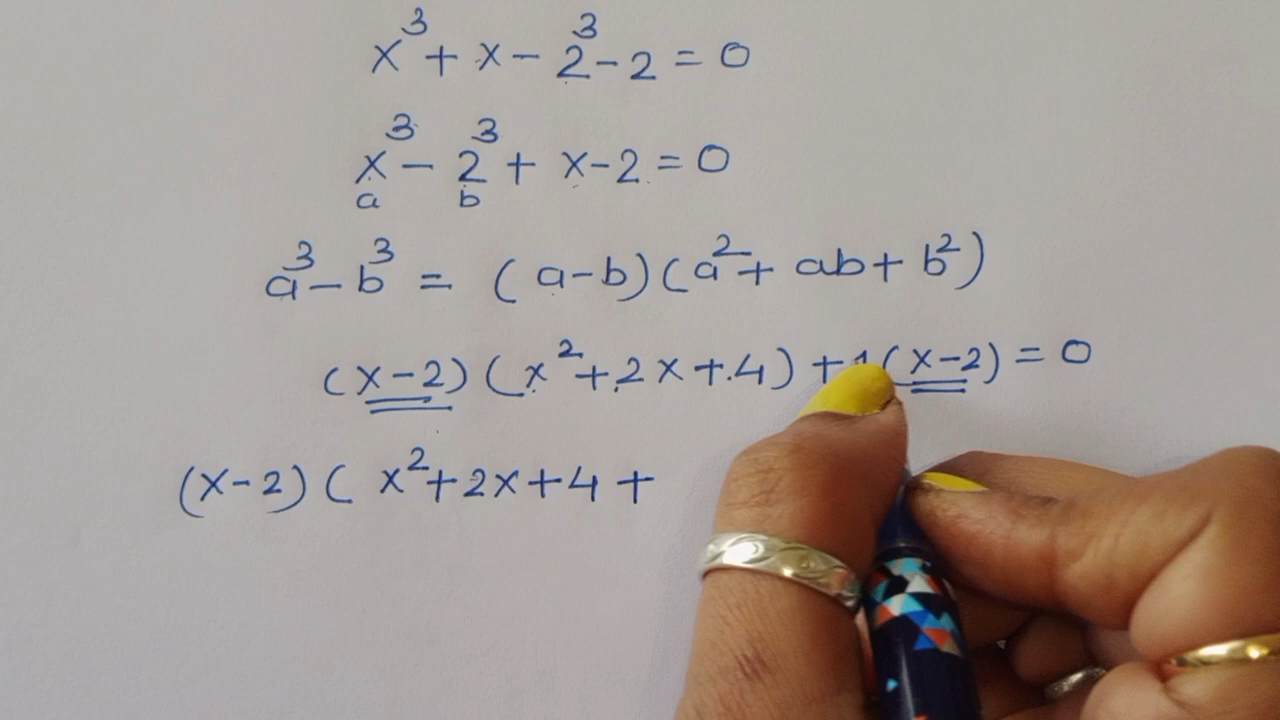 x³ + x - 2³ - 2 = 0
x³ - 2³ + x - 2 = 0
a b
a³ - b³ = (a - b)(a² + ab + b²)
(x - 2)(x² + 2x + 4) + 1(x - 2) = 0
(x - 2)(x² + 2x + 4 +